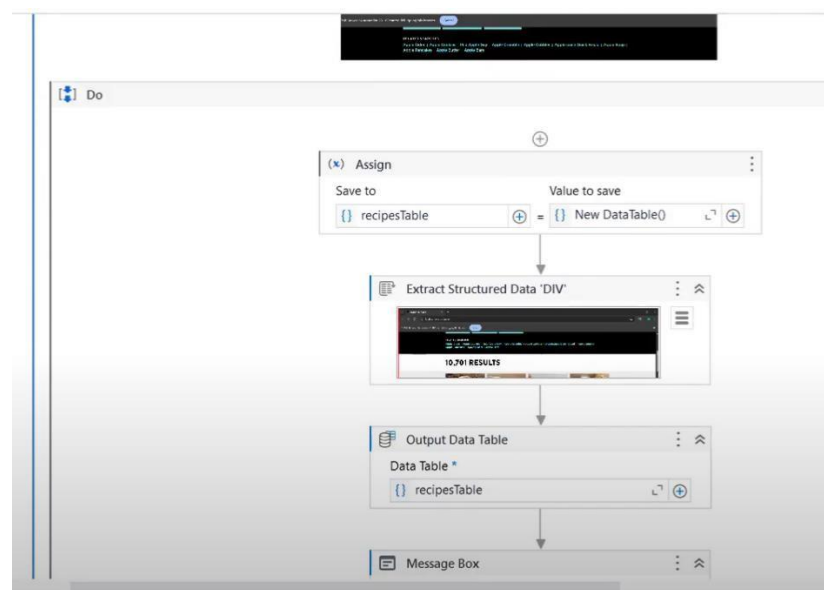 Do
(x) Assign
Save to
Value to save
{} recipesTable
=
{} New DataTable()
Extract Structured Data 'DIV'
10,701 RESULTS
Output Data Table
Data Table *
{} recipesTable
Message Box